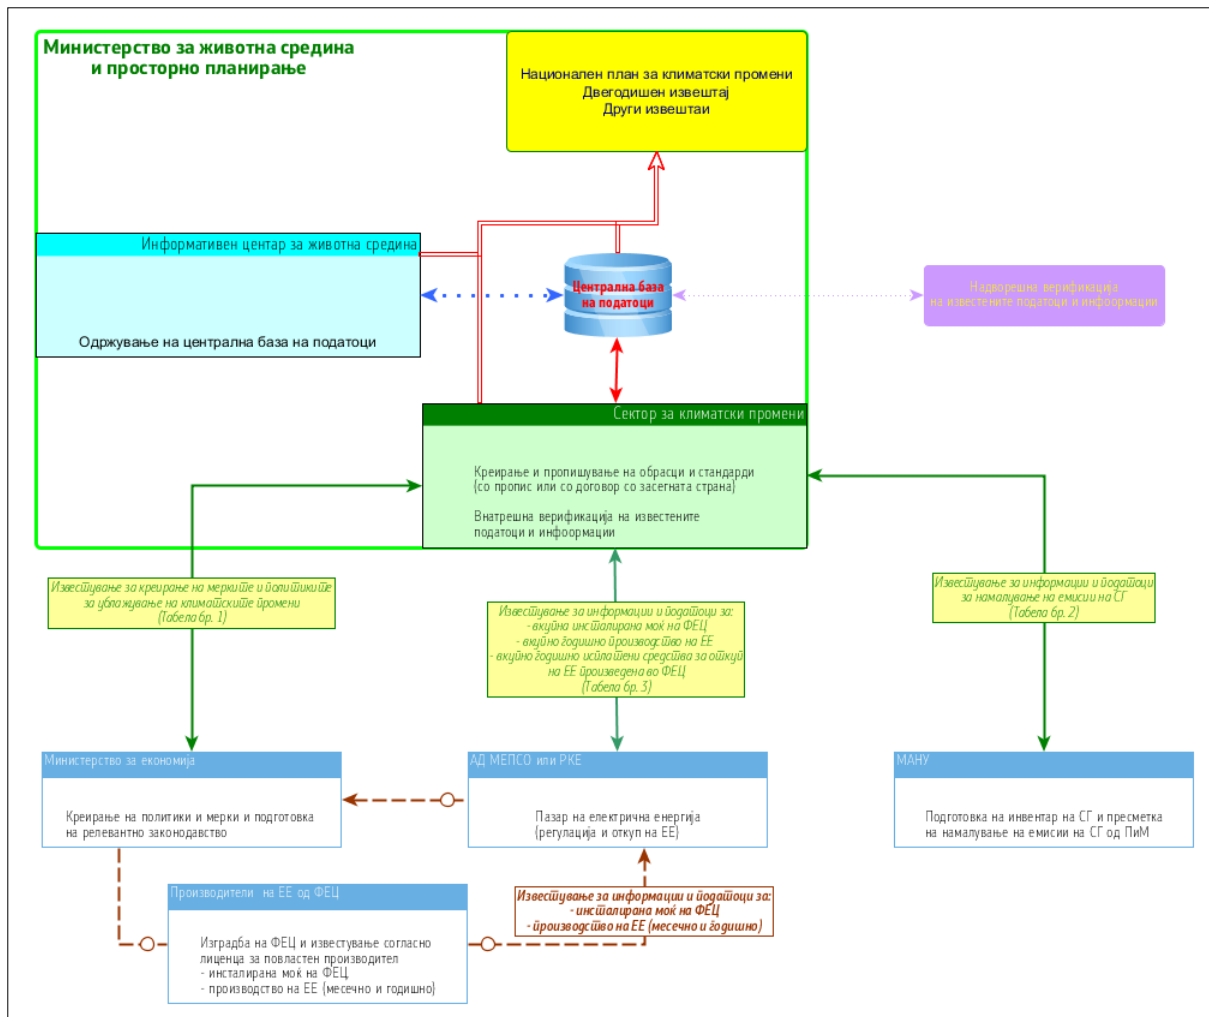 Министерство за животна средина
и просторно планирање
Национален план за климатски промени
Двегодишен извештај
Други извештаи
Информативен центар за животна средина
Одржување на централна база на податоци
Централна база
на податоци
Надворешна верификација
на известените податоци и инфоормации
Сектор за климатски промени
Креирање и пропишување на обрасци и стандарди
(со пропис или со договор со засегната страна)
Внатрешна верификација на известените
податоци и инфоормации
Известување за креирање на мерките и политиките
за ублажување на климатските промени
(Табела бр. 1)
Известување за информации и податоци за:
- вкупна инсталирана моќ на ФЕЦ
- вкупно годишно производство на ЕЕ
- вкупно годишно исплатени средства за откуп
на ЕЕ произведена во ФЕЦ
(Табела бр. 3)
Известување за информации и податоци
за намалување на емисии на СГ
(Табела бр. 2)
Министерство за економија
Креирање на политики и мерки и подготовка
на релевантно законодавство
АД МЕПСО или РКЕ
Пазар на електрична енергија
(регулација и откуп на ЕЕ)
МАНУ
Подготовка на инвентар на СГ и пресметка
на намалување на емисии на СГ од ПиМ
Производители на ЕЕ од ФЕЦ
Изградба на ФЕЦ и известување согласно
лиценца за повластен производител
- инсталирана моќ на ФЕЦ
- производство на ЕЕ (месечно и годишно)
Известување за информации и податоци за:
- инсталирана моќ на ФЕЦ
- производство на ЕЕ (месечно и годишно)